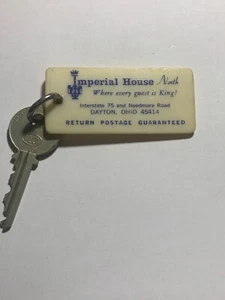 Imperial House North
Where every guest is King!
Interstate 75 and Needmore Road
DAYTON, OHIO 45414
RETURN POSTAGE GUARANTEED